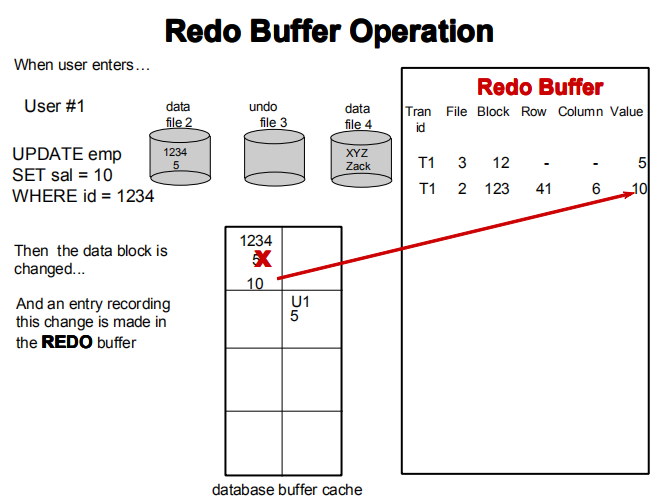 Redo Buffer Operation
When user enters…
User #1
UPDATE emp
SET sal = 10
WHERE id = 1234
data
file 2
1234
5
undo
file 3
data
file 4
XYZ
Zack
Then the data block is
changed...
And an entry recording
this change is made in
the REDO buffer
1234
5
X
10
U1
5
database buffer cache
Redo Buffer
Tran id File Block Row Column Value
T1 3 12 - - 5
T1 2 123 41 6 10